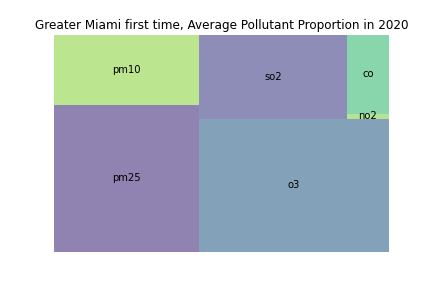 Greater Miami first time, Average Pollutant Proportion in 2020
pm10
so2
co
no2
pm25
o3